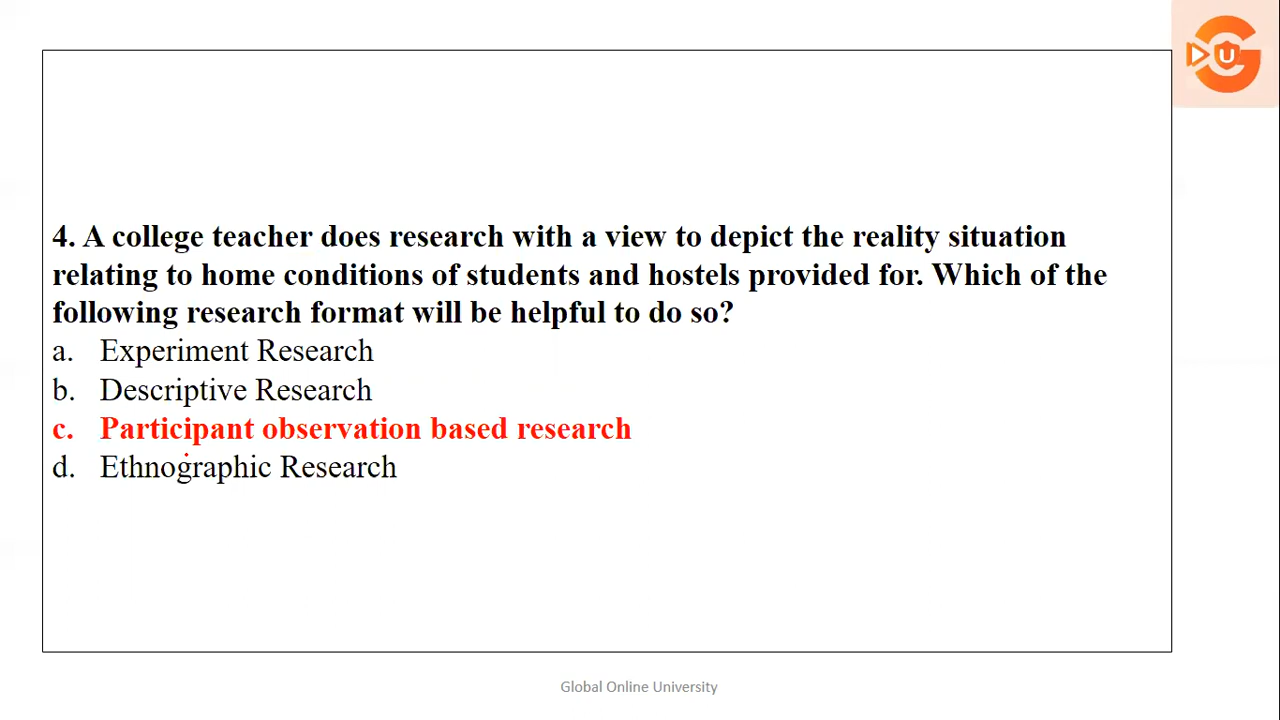 U
4. A college teacher does research with a view to depict the reality situation
relating to home conditions of students and hostels provided for. Which of the
following research format will be helpful to do so?
a. Experiment Research
b. Descriptive Research
c. Participant observation based research
d. Ethnographic Research
Global Online University